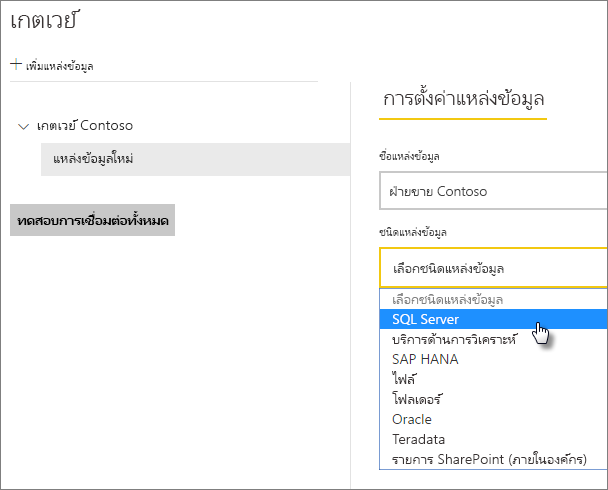 เกตเวย์
+ เพิ่มแหล่งข้อมูล
เกตเวย์ Contoso
แหล่งข้อมูลใหม่
ทดสอบการเชื่อมต่อทั้งหมด
การตั้งค่าแหล่งข้อมูล
ชื่อแหล่งข้อมูล
ฝ่ายขาย Contoso
ชนิดแหล่งข้อมูล
เลือกชนิดแหล่งข้อมูล
เลือกชนิดแหล่งข้อมูล
SQL Server
บริการด้านการวิเคราะห์
SAP HANA
ไฟล์
โฟลเดอร์
Oracle
Teradata
รายการ SharePoint (ภายในองค์กร)